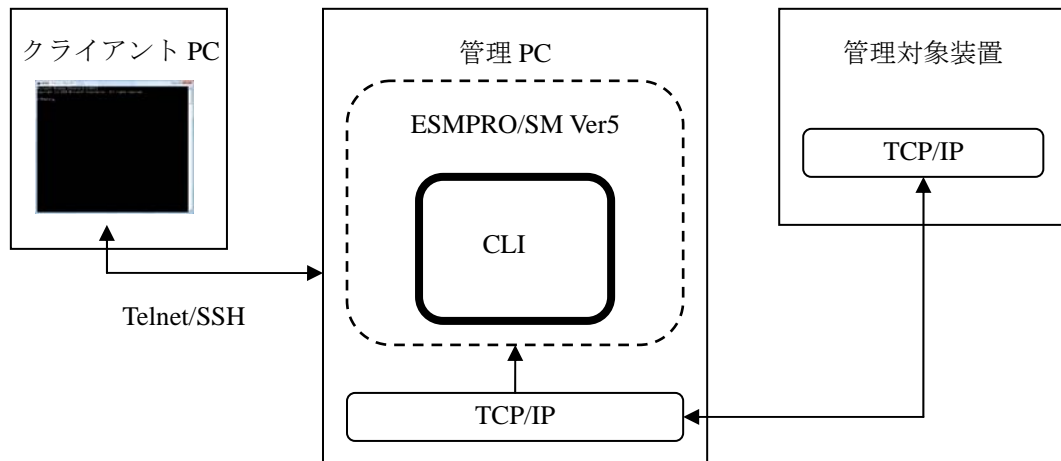 クライアント PC
Telnet/SSH
管理 PC
ESMPRO/SM Ver5
CLI
TCP/IP
管理対象装置
TCP/IP